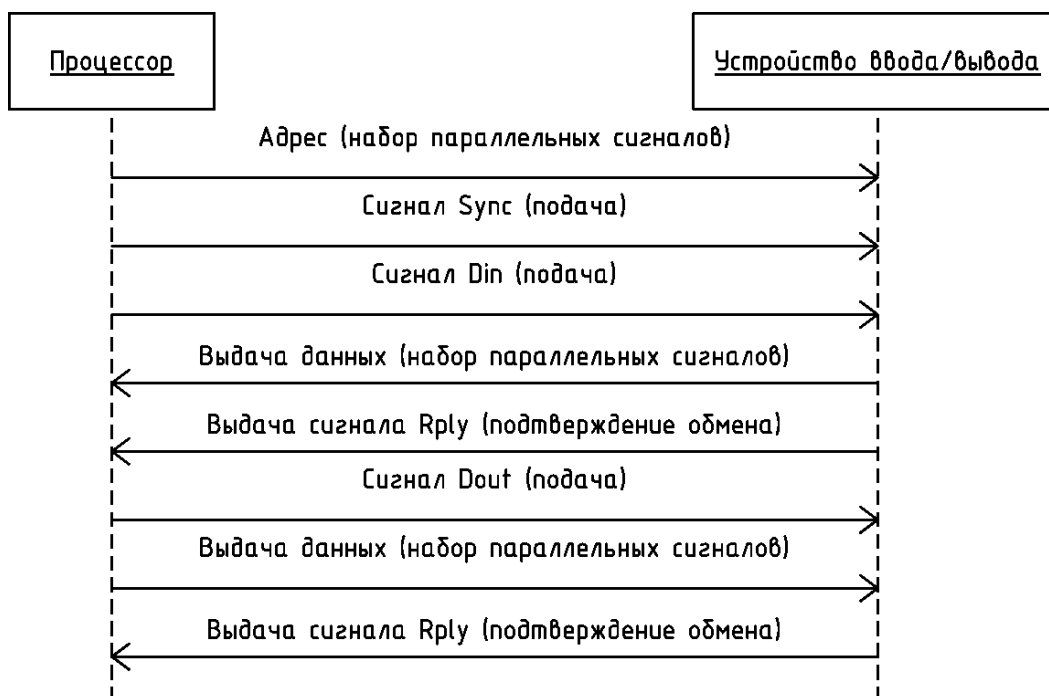 Процессор
Устройство ввода/вывода
Адрес (набор параллельных сигналов)
Сигнал Sync (подача)
Сигнал Din (подача)
Выдача данных (набор параллельных сигналов)
Выдача сигнала Rply (подтверждение обмена)
Сигнал Dout (подача)
Выдача данных (набор параллельных сигналов)
Выдача сигнала Rply (подтверждение обмена)